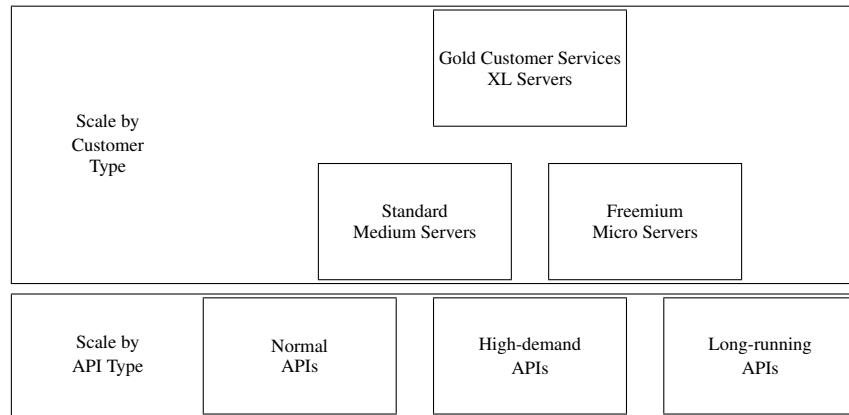 Gold Customer Services
XL Servers
Scale by
Customer
Type
Standard
Medium Servers
Freemium
Micro Servers
Scale by
API Type
Normal
APIs
High-demand
APIs
Long-running
APIs